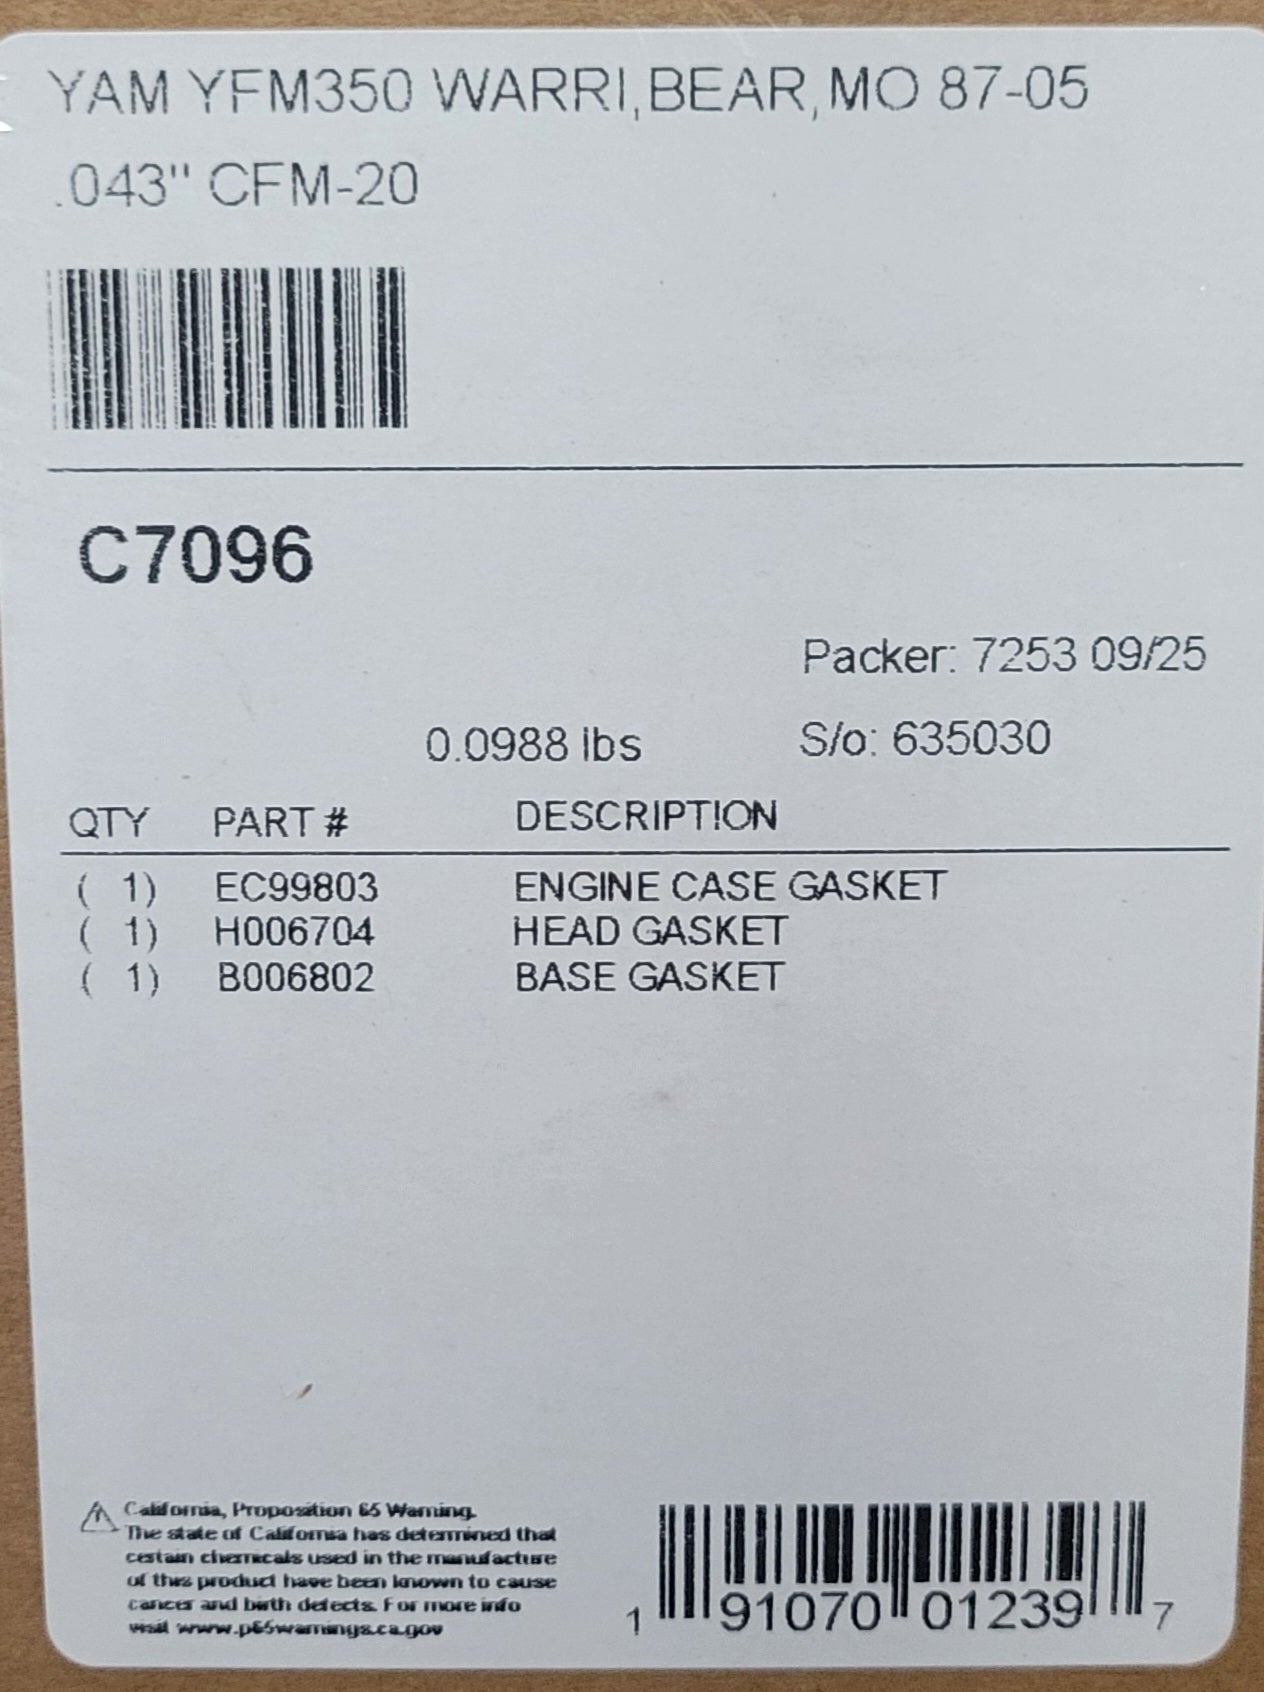 YAM YFM350 WARRI,BEAR,MO 87-05
.043" CFM-20
C7096
Packer: 7253 09/25
0.0988 lbs S/o: 635030
QTY PART # DESCRIPTION
( 1) EC99803 ENGINE CASE GASKET
( 1) H006704 HEAD GASKET
( 1) B006802 BASE GASKET
California, Proposition 65 Warning.
The state of California has determined that
certain chemicals used in the manufacture
of this product have been known to cause
cancer and birth defects. For more info
visit www.p65warnings.ca.gov
1 91070 01239 7